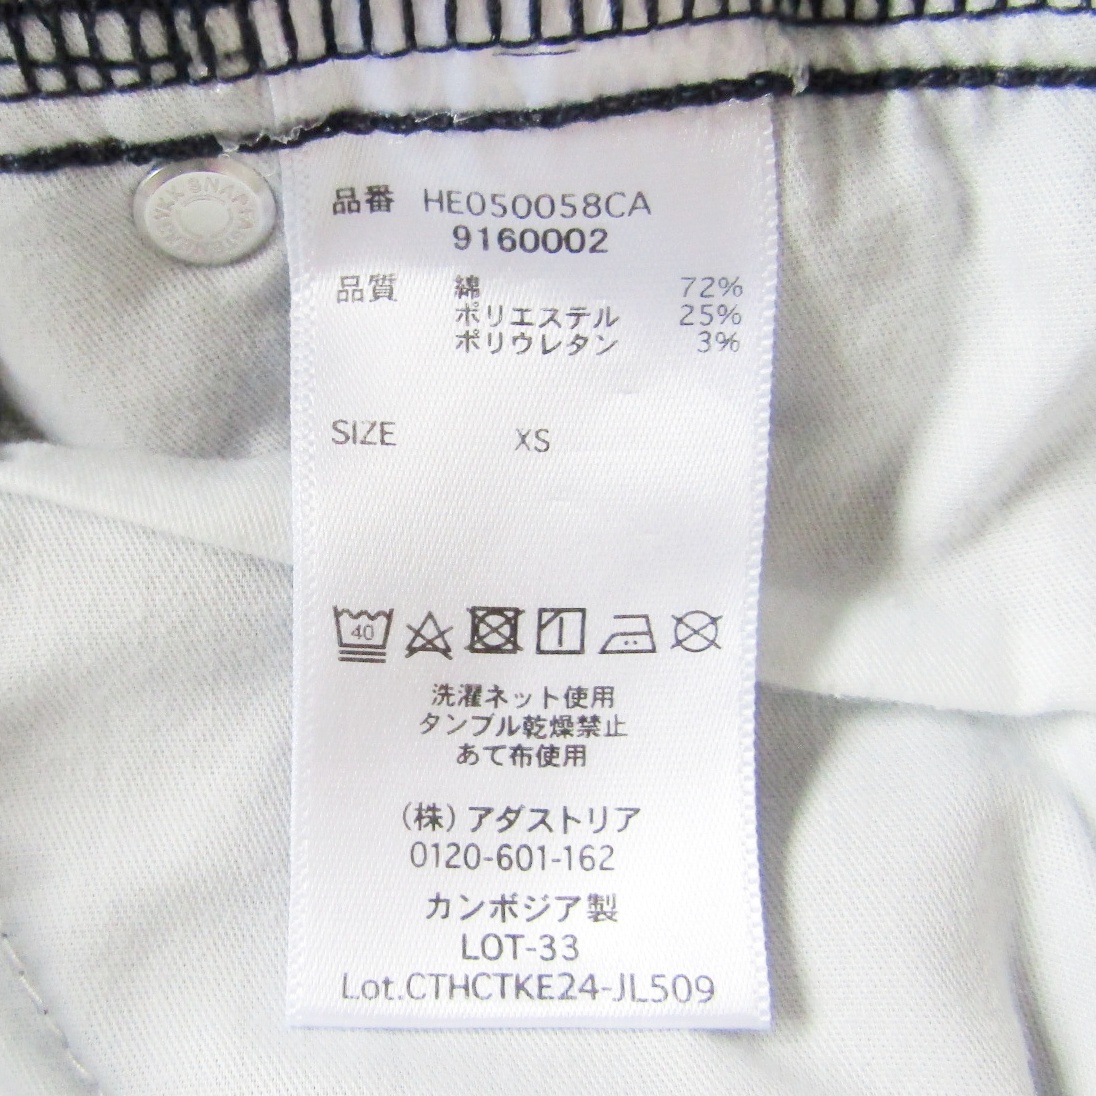 品番 HE050058CA
9160002
品質 綿 72%
ポリエステル 25%
ポリウレタン 3%
SIZE XS
40
洗濯ネット使用
タンブル乾燥禁止
あて布使用
(株)アダストリア
0120-601-162
カンボジア製
LOT-33
Lot.CTHCTKE24-JL509